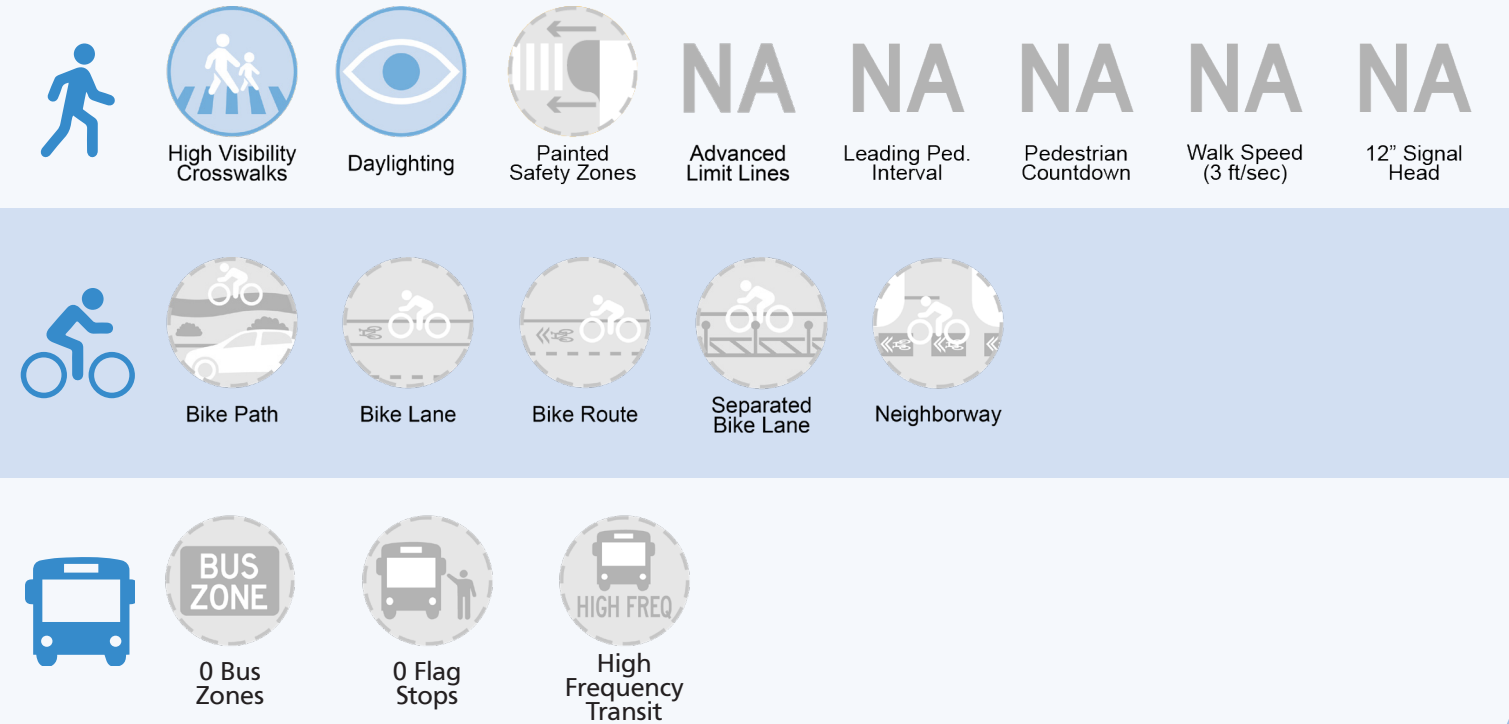 NA NA NA NA NA
High Visibility
Crosswalks
Daylighting
Painted
Safety Zones
Advanced
Limit Lines
Leading Ped.
Interval
Pedestrian
Countdown
Walk Speed
(3 ft/sec)
12” Signal
Head
Bike Path
Bike Lane
Bike Route
Separated
Bike Lane
Neighborway
BUS
ZONE
HIGH FREQ
0 Bus
Zones
0 Flag
Stops
High
Frequency
Transit